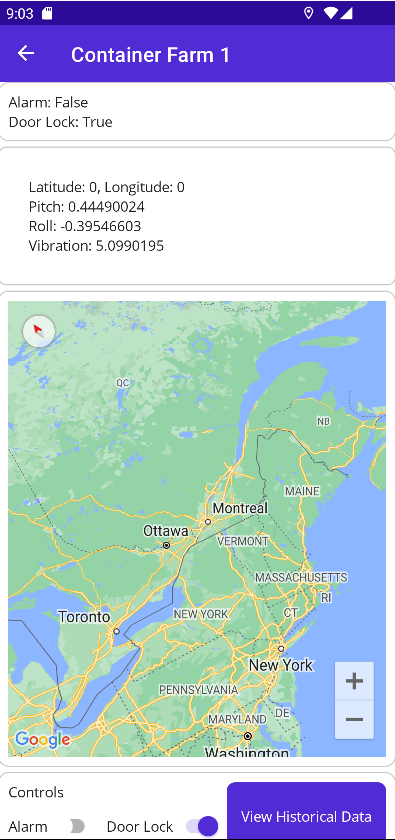 9:03
Container Farm 1
Alarm: False
Door Lock: True
Latitude: 0, Longitude: 0
Pitch: 0.44490024
Roll: -0.39546603
Vibration: 5.0990195
QC
NB
MAINE
Montreal
Ottawa
VERMONT
MASSACHUSETTS
RI
CT
Toronto
NEW YORK
New York
PENNSYLVANIA
MARYLAND
DE
Washington
+
−
Google
Controls
Alarm
Door Lock
View Historical Data